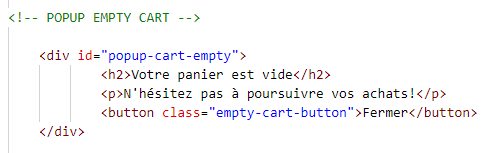 <!-- POPUP EMPTY CART -->
<div id="popup-cart-empty">
<h2>Votre panier est vide</h2>
<p>N'hésitez pas à poursuivre vos achats!</p>
<button class="empty-cart-button">Fermer</button>
</div>